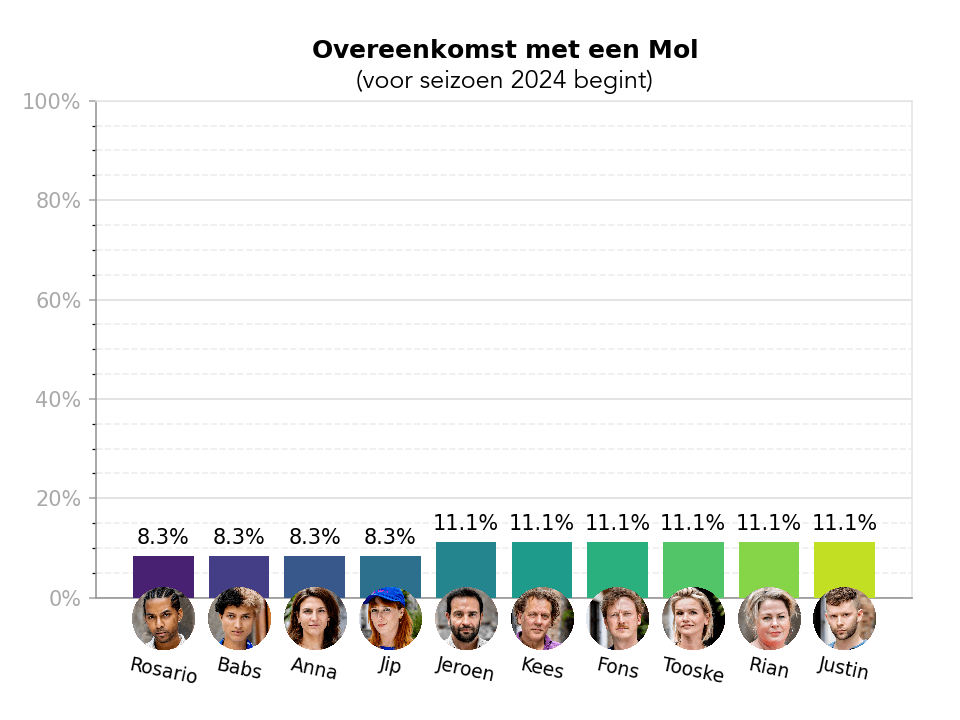 Overeenkomst met een Mol
(voor seizoen 2024 begint)
100%
80%
60%
40%
20%
0%
8.3% 8.3% 8.3% 8.3% 11.1% 11.1% 11.1% 11.1% 11.1% 11.1%
Rosario Babs Anna Jip Jeroen Kees Fons Tooske Rian Justin